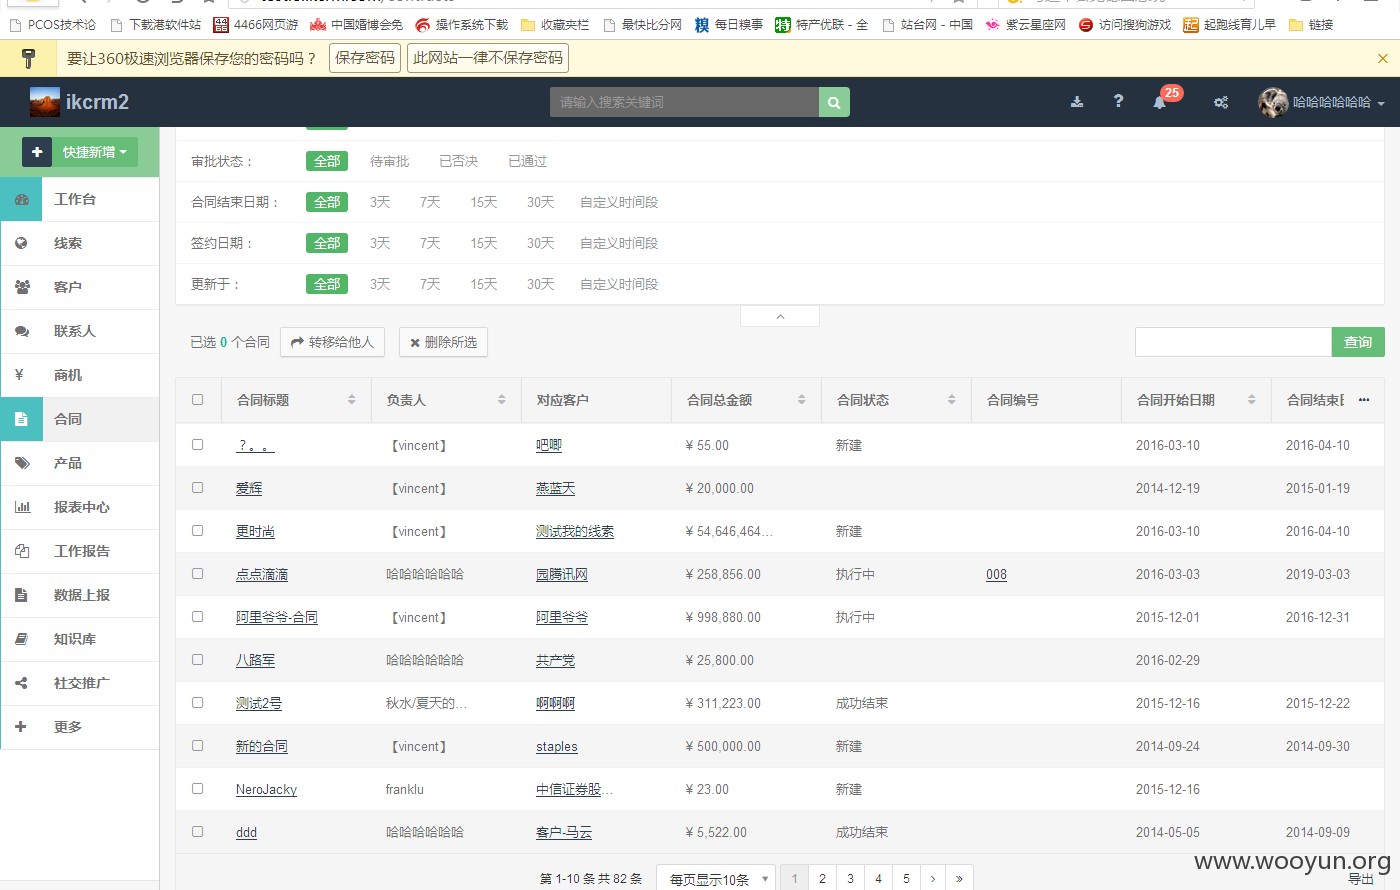 PCOS技术论 下载港软件站 4466网页游 中国婚博会免 操作系统下载 收藏夹栏 最快比分网 每日糗事 特产优联 - 全 站台网 - 中国 紫云星座网 访问搜狗游戏 起跑线育儿早 链接
要让360极速浏览器保存您的密码吗？ 保存密码 此网站一律不保存密码
ikcrm2 请输入搜索关键词 25 哈哈哈哈哈哈
快捷新增
工作台
线索
客户
联系人
商机
合同
产品
报表中心
工作报告
数据上报
知识库
社交推广
更多
审批状态： 全部 待审批 已否决 已通过
合同结束日期： 全部 3天 7天 15天 30天 自定义时间段
签约日期： 全部 3天 7天 15天 30天 自定义时间段
更新于： 全部 3天 7天 15天 30天 自定义时间段
已选 0 个合同 转移给他人 删除所选 查询
合同标题 负责人 对应客户 合同总金额 合同状态 合同编号 合同开始日期 合同结束日 ...
？。。 【vincent】 吧唧 ¥ 55.00 新建 2016-03-10 2016-04-10
爱辉 【vincent】 燕蓝天 ¥ 20,000.00 2014-12-19 2015-01-19
更时尚 【vincent】 测试我的线索 ¥ 54,646,464... 新建 2016-03-10 2016-04-10
点点滴滴 哈哈哈哈哈哈 园腾讯网 ¥ 258,856.00 执行中 008 2016-03-03 2019-03-03
阿里爷爷-合同 【vincent】 阿里爷爷 ¥ 998,880.00 执行中 2015-12-01 2016-12-31
八路军 哈哈哈哈哈哈 共产党 ¥ 25,800.00 2016-02-29
测试2号 秋水/夏天的... 啊啊啊 ¥ 311,223.00 成功结束 2015-12-16 2015-12-22
新的合同 【vincent】 staples ¥ 500,000.00 新建 2014-09-24 2014-09-30
NeroJacky franklu 中信证券股... ¥ 23.00 新建 2015-12-16
ddd 哈哈哈哈哈哈 客户-马云 ¥ 5,522.00 成功结束 2014-05-05 2014-09-09
第 1-10 条 共 82 条 每页显示10条 1 2 3 4 5 › »
www.wooyun.org
导出